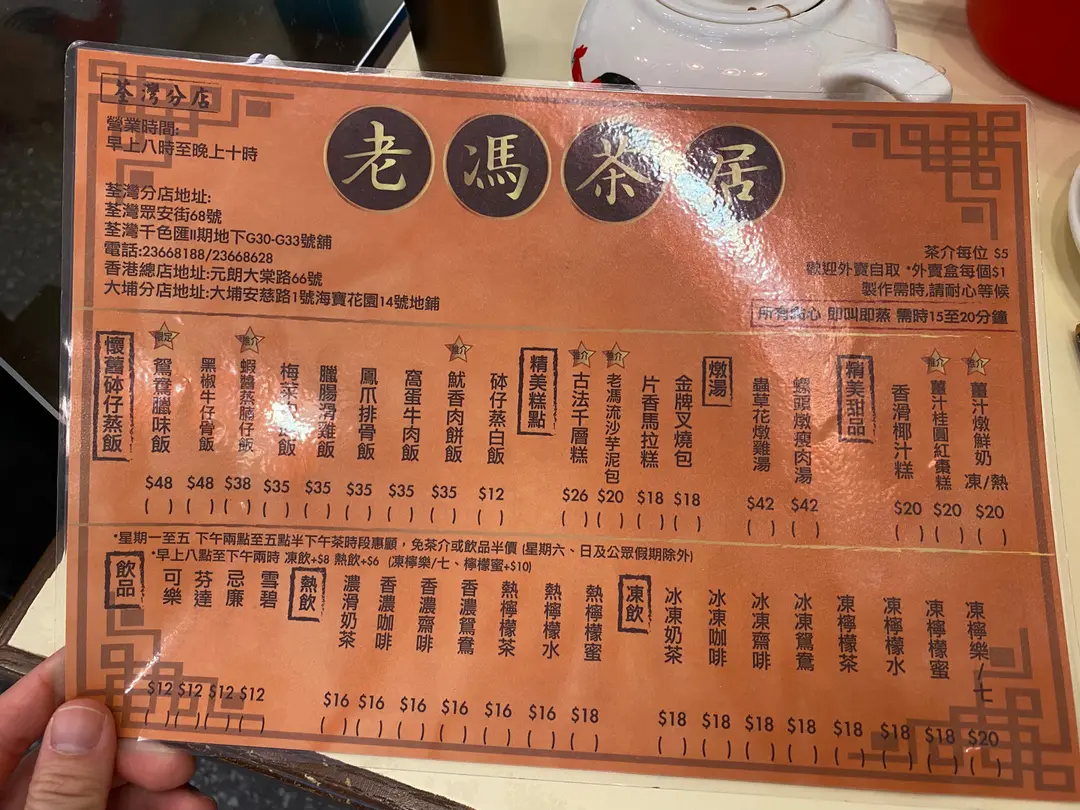 荃灣分店
營業時間:
早上八時至晚上十時
老馮茶居
荃灣分店地址:
荃灣眾安街68號
荃灣千色匯II期地下G30-G33號舖
電話:23668188/23668628
香港總店地址:元朗大棠路66號
大埔分店地址:大埔安慈路1號海寶花園14號地舖
茶介每位 $5
歡迎外賣自取 *外賣盒每個$1
製作需時,請耐心等候
所有點心 即叫即蒸 需時15至20分鐘
懷舊砵仔蒸飯
鴛鴦臘味飯 $48 ( )
黑椒牛仔骨飯 $48 ( )
推介 蝦醬蒸腩仔飯 $38 ( )
梅菜 飯 $35 ( )
臘腸滑雞飯 $35 ( )
鳳爪排骨飯 $35 ( )
窩蛋牛肉飯 $35 ( )
推介 魷香肉餅飯 $35 ( )
砵仔蒸白飯 $12 ( )
精美糕點
推介 古法千層糕 $26 ( )
推介 老馮流沙芋泥包 $20 ( )
片香馬拉糕 $18 ( )
金牌叉燒包 $18 ( )
燉湯
蟲草花燉雞湯 $42 ( )
螺頭燉瘦肉湯 $42 ( )
精美甜品
香滑椰汁糕 $20 ( )
推介 薑汁桂圓紅棗糕 $20 ( )
推介 薑汁燉鮮奶 凍/熱 $20 ( )
*星期一至五 下午兩點至五點半下午茶時段惠顧，免茶介或飲品半價 (星期六、日及公眾假期除外)
*早上八點至下午兩時 凍飲+$8 熱飲+$6 (凍檸樂/七、檸檬蜜+$10)
飲品
可樂 $12 ( )
芬達 $12 ( )
忌廉 $12 ( )
雪碧 $12 ( )
熱飲
濃滑奶茶 $16 ( )
香濃咖啡 $16 ( )
香濃齋啡 $16 ( )
香濃鴛鴦 $16 ( )
熱檸檬茶 $16 ( )
熱檸檬水 $16 ( )
熱檸檬蜜 $18 ( )
凍飲
冰凍奶茶 $18 ( )
冰凍咖啡 $18 ( )
冰凍齋啡 $18 ( )
冰凍鴛鴦 $18 ( )
凍檸檬茶 $18 ( )
凍檸檬水 $18 ( )
凍檸檬蜜 $18 ( )
凍檸樂/七 $20 ( )